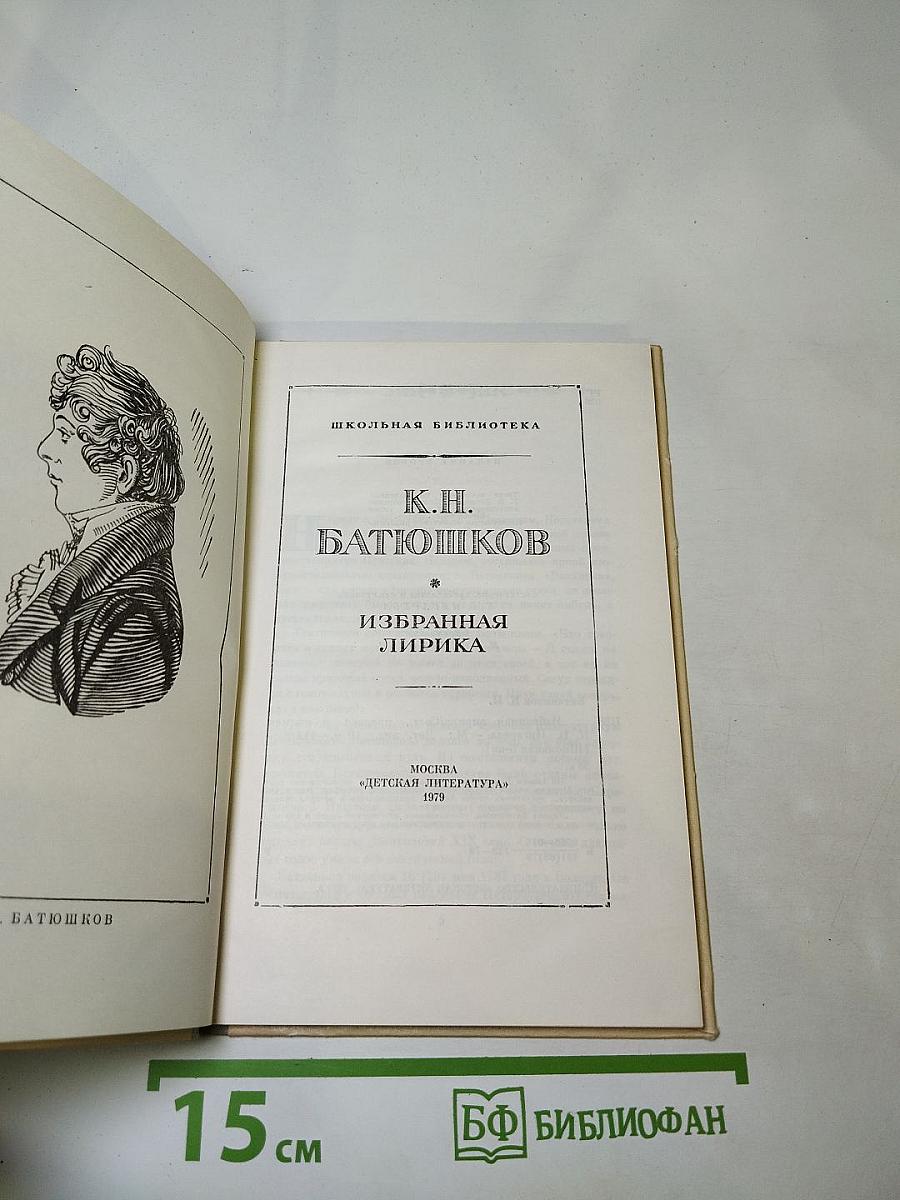 ШКОЛЬНАЯ БИБЛИОТЕКА
К.Н.
БАТЮШКОВ
*
ИЗБРАННАЯ
ЛИРИКА
МОСКВА
«ДЕТСКАЯ ЛИТЕРАТУРА»
1979
. БАТЮШКОВ
15 см
БФ БИБЛИОФАН